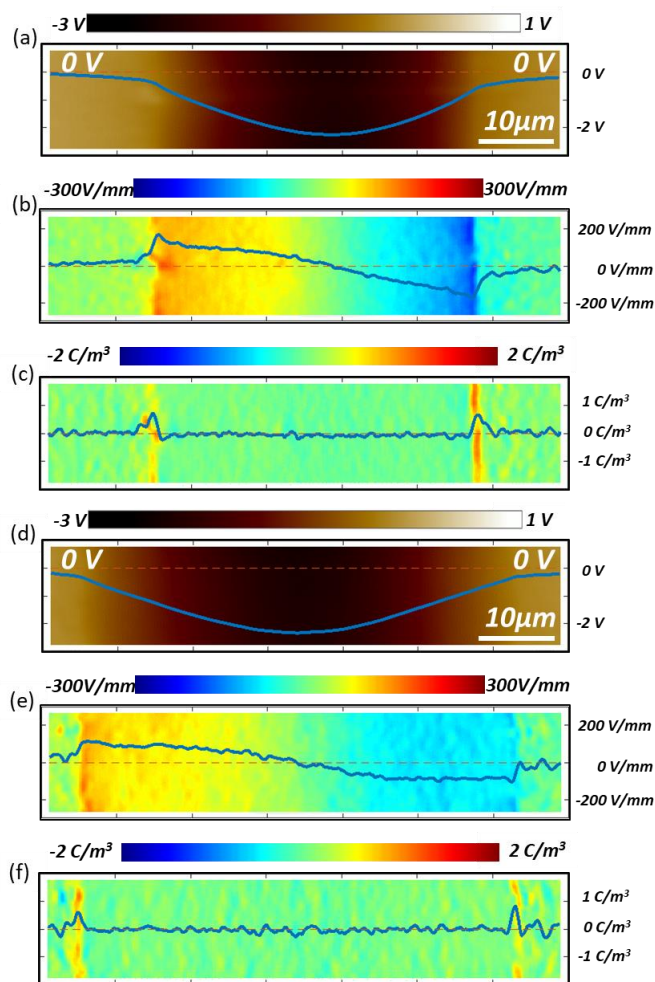 -3 V 1 V
(a)
0 V 0 V
0 V
-2 V
10μm
-300V/mm 300V/mm
(b)
200 V/mm
0 V/mm
-200 V/mm
-2 C/m³ 2 C/m³
(c)
1 C/m³
0 C/m³
-1 C/m³
-3 V 1 V
(d)
0 V 0 V
0 V
-2 V
10μm
-300V/mm 300V/mm
(e)
200 V/mm
0 V/mm
-200 V/mm
-2 C/m³ 2 C/m³
(f)
1 C/m³
0 C/m³
-1 C/m³